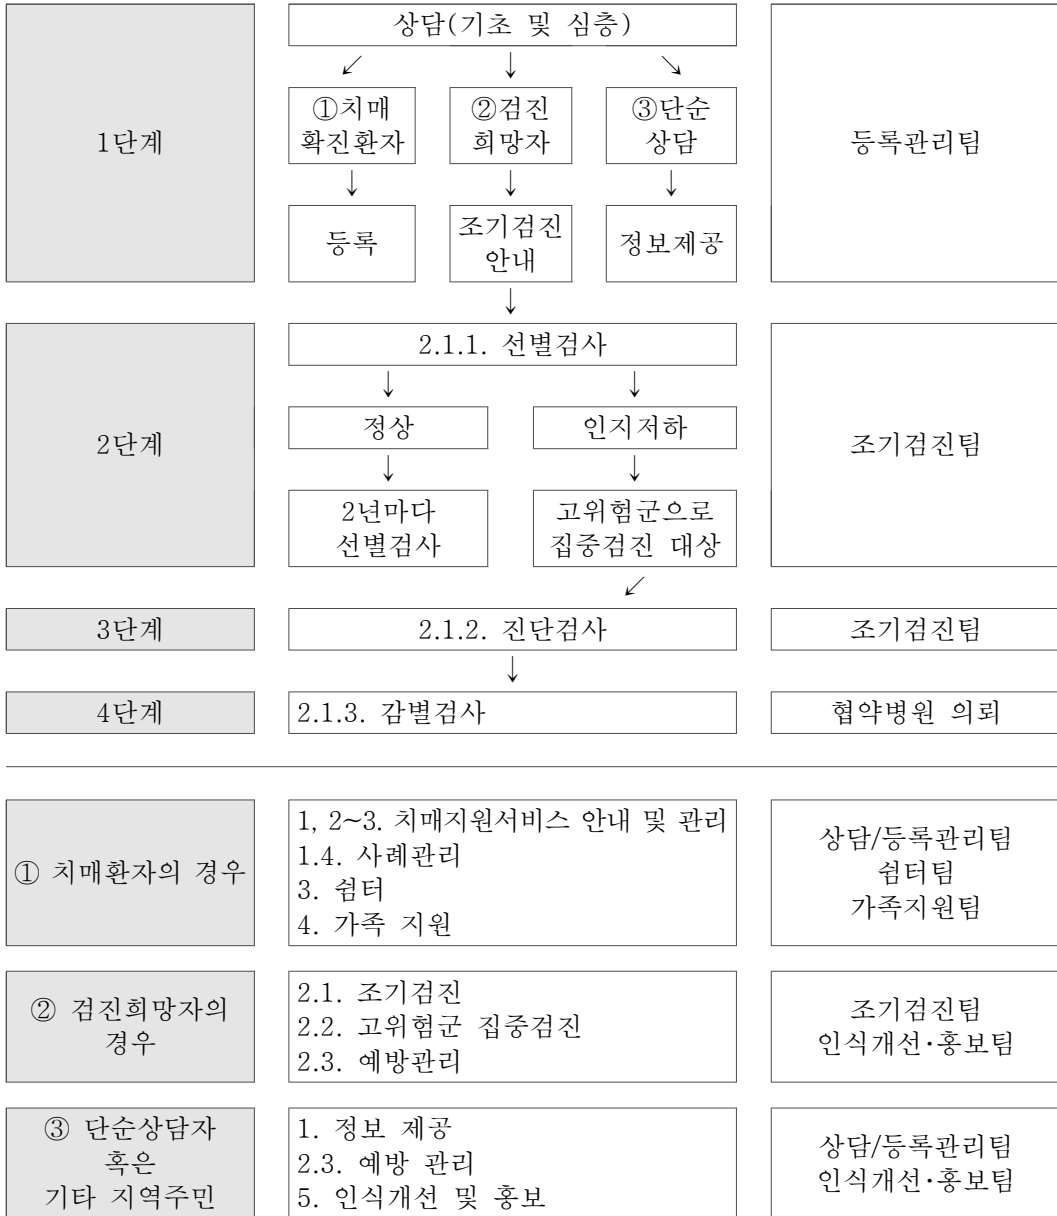 상담(기초 및 심층)
↙ ↓ ↘
1단계
①치매
확진환자
②검진
희망자
③단순
상담
등록관리팀
↓ ↓ ↓
등록
조기검진
안내
정보제공
↓
2.1.1. 선별검사
↓ ↓
2단계
정상
인지저하
조기검진팀
↓ ↓
2년마다
선별검사
고위험군으로
집중검진 대상
↙
3단계
2.1.2. 진단검사
조기검진팀
↓
4단계
2.1.3. 감별검사
협약병원 의뢰
① 치매환자의 경우
1, 2~3. 치매지원서비스 안내 및 관리
1.4. 사례관리
3. 쉼터
4. 가족 지원
상담/등록관리팀
쉼터팀
가족지원팀
② 검진희망자의
경우
2.1. 조기검진
2.2. 고위험군 집중검진
2.3. 예방관리
조기검진팀
인식개선·홍보팀
③ 단순상담자
혹은
기타 지역주민
1. 정보 제공
2.3. 예방 관리
5. 인식개선 및 홍보
상담/등록관리팀
인식개선·홍보팀